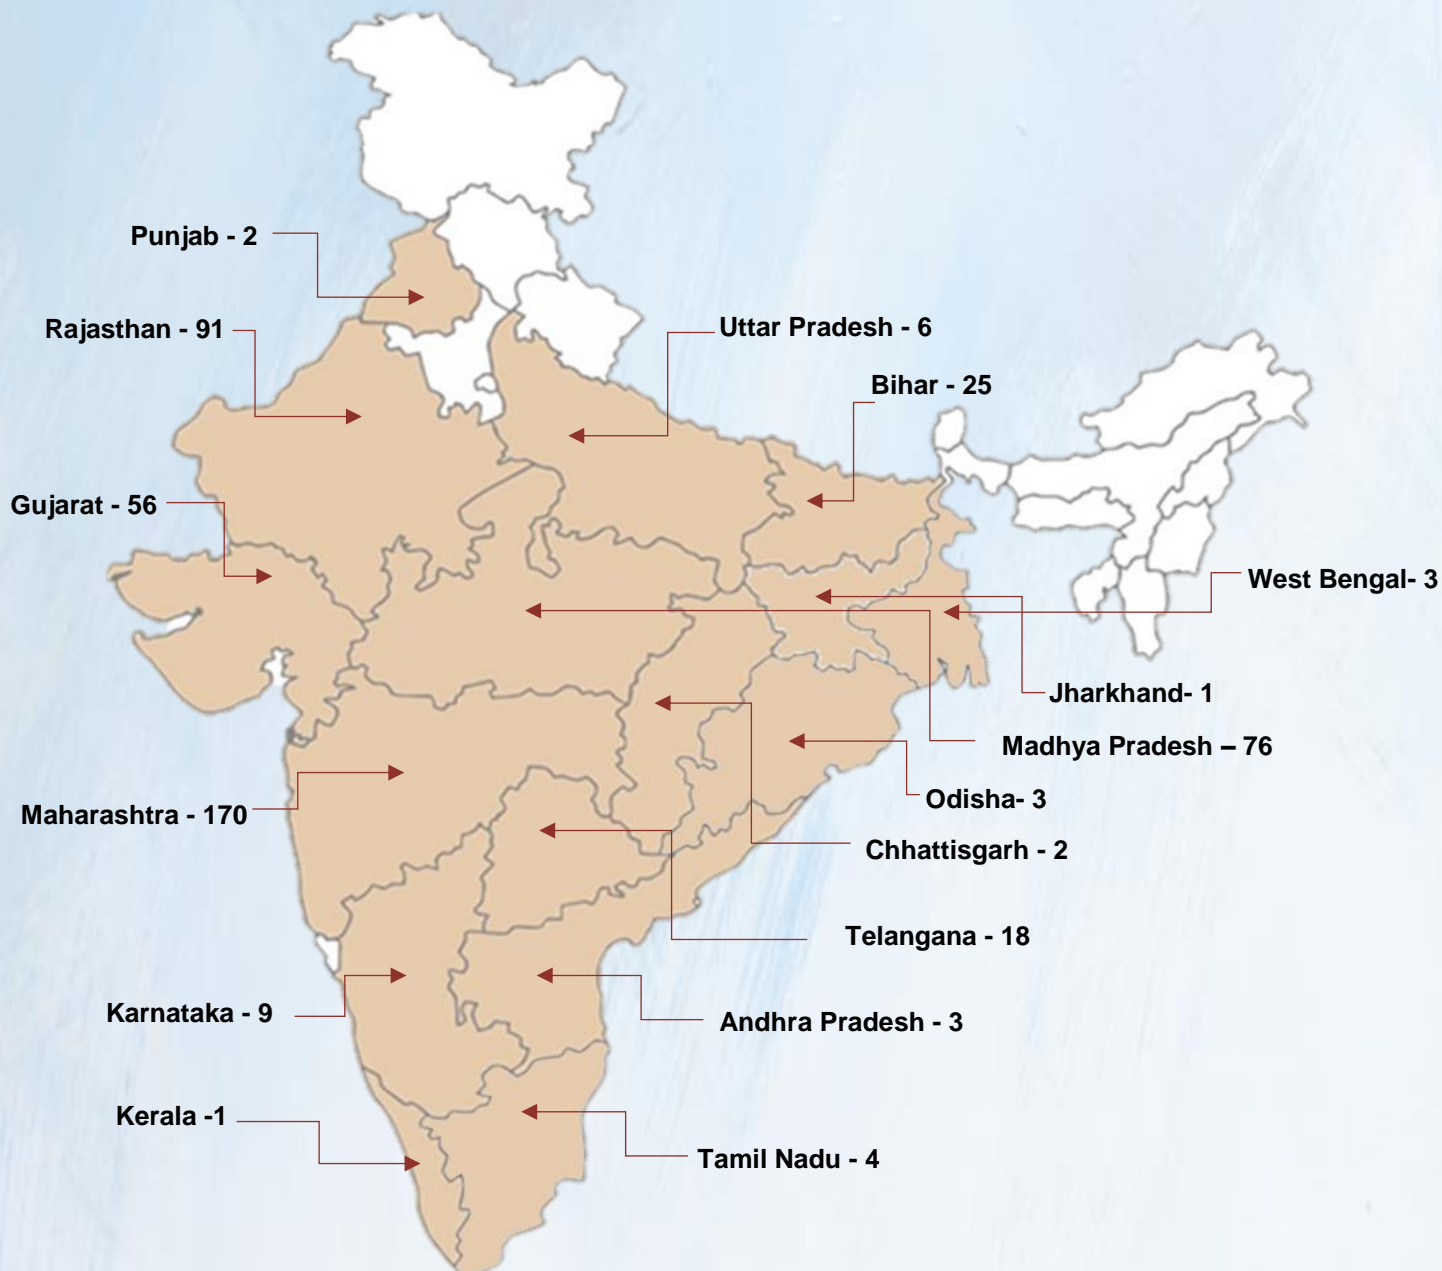 Punjab - 2
Rajasthan - 91
Uttar Pradesh - 6
Bihar - 25
Gujarat - 56
West Bengal- 3
Jharkhand- 1
Madhya Pradesh – 76
Odisha- 3
Maharashtra - 170
Chhattisgarh - 2
Telangana - 18
Karnataka - 9
Andhra Pradesh - 3
Kerala -1
Tamil Nadu - 4